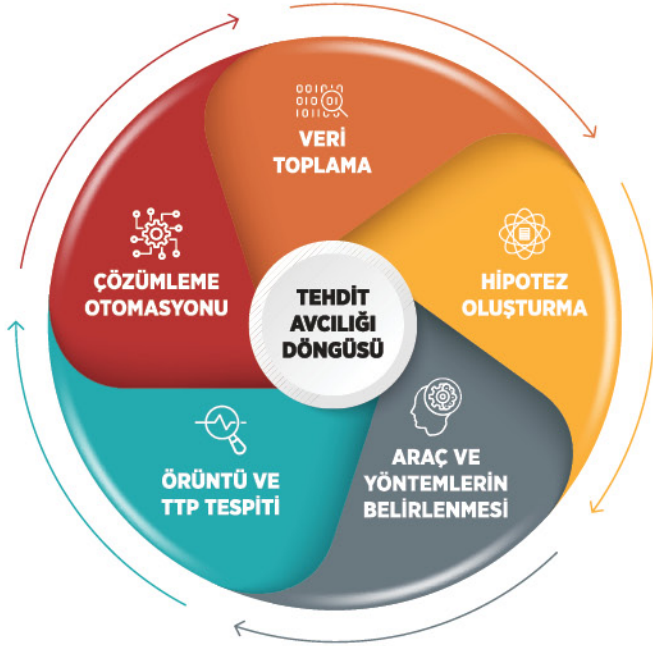 VERİ
TOPLAMA
HİPOTEZ
OLUŞTURMA
ARAÇ VE
YÖNTEMLERİN
BELİRLENMESİ
ÖRÜNTÜ VE
TTP TESPİTİ
ÇÖZÜMLEME
OTOMASYONU
TEHDİT
AVCILIĞI
DÖNGÜSÜ